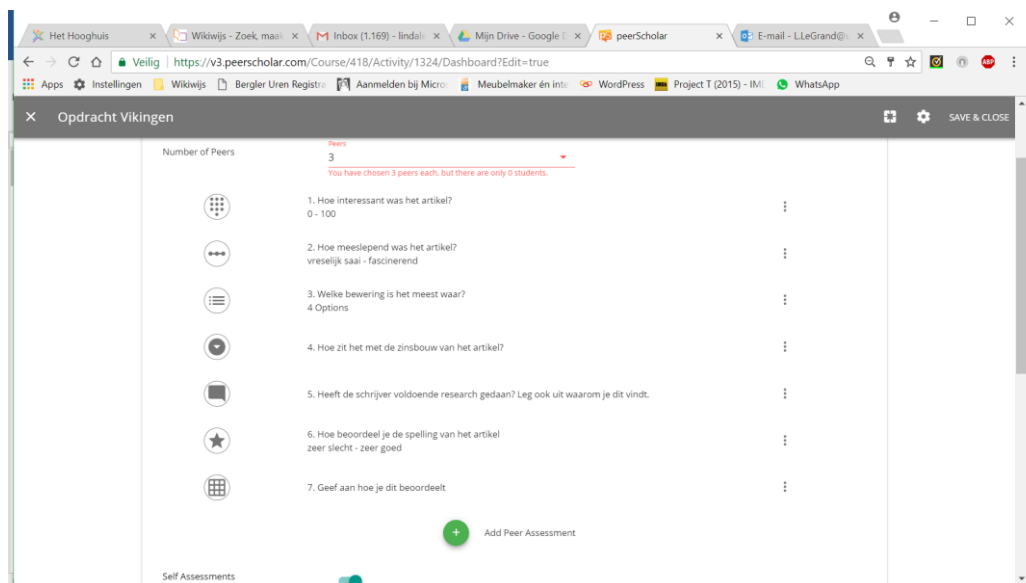 Het Hooghuis
Wikiwijs - Zoek, maak
Inbox (1.169) - lindale
Mijn Drive - Google D
peerScholar
E-mail - L.LeGrand@
Veilig | https://v3.peerscholar.com/Course/418/Activity/1324/Dashboard?Edit=true
ABP
Apps Instellingen Wikiwijs Bergler Uren Registra Aanmelden bij Micro: Meubelmaker én inte WordPress Project T (2015) - IM WhatsApp
Opdracht Vikingen SAVE & CLOSE
Peers
Number of Peers 3
You have chosen 3 peers each, but there are only 0 students.
1. Hoe interessant was het artikel?
0 - 100
2. Hoe meeslepend was het artikel?
vreselijk saai - fascinerend
3. Welke bewering is het meest waar?
4 Options
4. Hoe zit het met de zinsbouw van het artikel?
5. Heeft de schrijver voldoende research gedaan? Leg ook uit waarom je dit vindt.
6. Hoe beoordeel je de spelling van het artikel
zeer slecht - zeer goed
7. Geef aan hoe je dit beoordeelt
Add Peer Assessment
Self Assessments